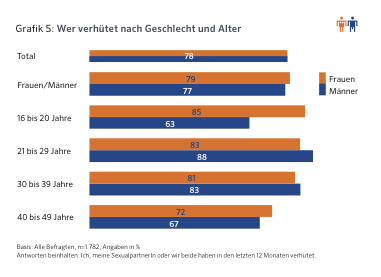 Grafik 5: Wer verhütet nach Geschlecht und Alter
Total
78
Frauen/Männer
79
77
Frauen
Männer
16 bis 20 Jahre
85
63
21 bis 29 Jahre
83
88
30 bis 39 Jahre
81
83
40 bis 49 Jahre
72
67
Basis: Alle Befragten, n=1.782, Angaben in %
Antworten beinhalten: Ich, meine SexualpartnerIn oder wir beide haben in den letzten 12 Monaten verhütet.